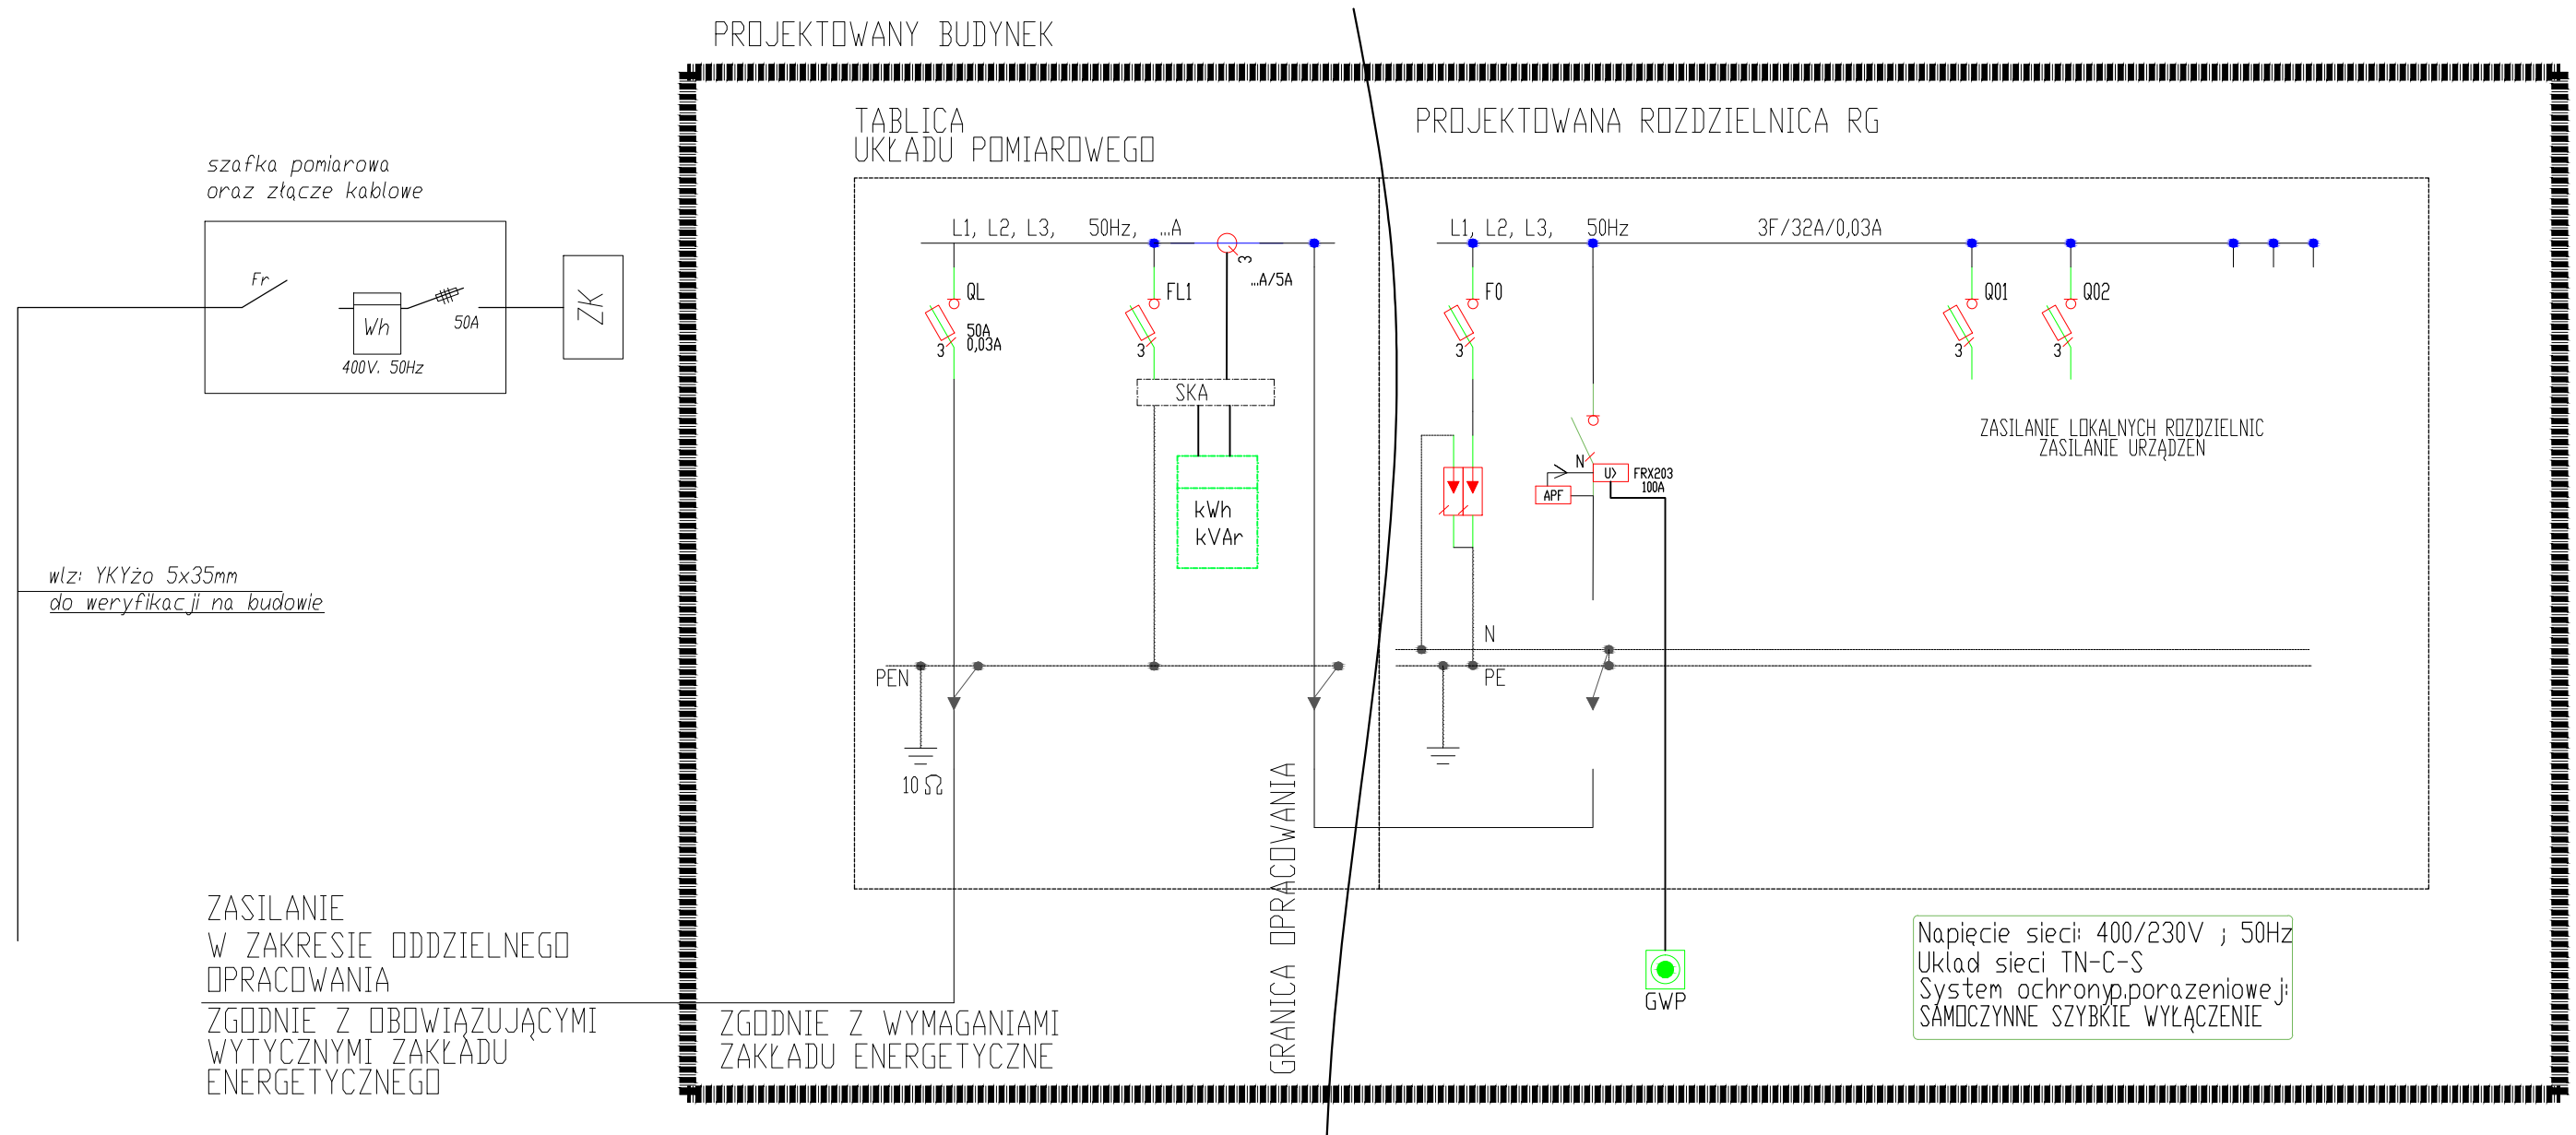 PROJEKTOWANY BUDYNEK
TABLICA
UKŁADU POMIAROWEGO
PROJEKTOWANA ROZDZIELNICA RG
szafka pomiarowa
oraz złącze kablowe
Fr
Wh
50A
400V. 50Hz
ZK
L1, L2, L3, 50Hz, ...A
3
...A/5A
QL
50A
0,03A
3
FL1
3
SKA
kWh
kVAr
L1, L2, L3, 50Hz 3F/32A/0,03A
F0
3
Q01
3
Q02
3
ZASILANIE LOKALNYCH ROZDZIELNIC
ZASILANIE URZĄDZEŃ
N
U>
FRX203
100A
APF
wlz: YKYżo 5x35mm
do weryfikacji na budowie
N
PEN
PE
10 Ω
GRANICA OPRACOWANIA
ZASILANIE
W ZAKRESIE ODDZIELNEGO
OPRACOWANIA
ZGODNIE Z OBOWIĄZUJĄCYMI
WYTYCZNYMI ZAKŁADU
ENERGETYCZNEGO
ZGODNIE Z WYMAGANIAMI
ZAKŁADU ENERGETYCZNE
GWP
Napięcie sieci: 400/230V ; 50Hz
Uklad sieci TN-C-S
System ochronyp.porazeniowej:
SAMOCZYNNE SZYBKIE WYŁĄCZENIE